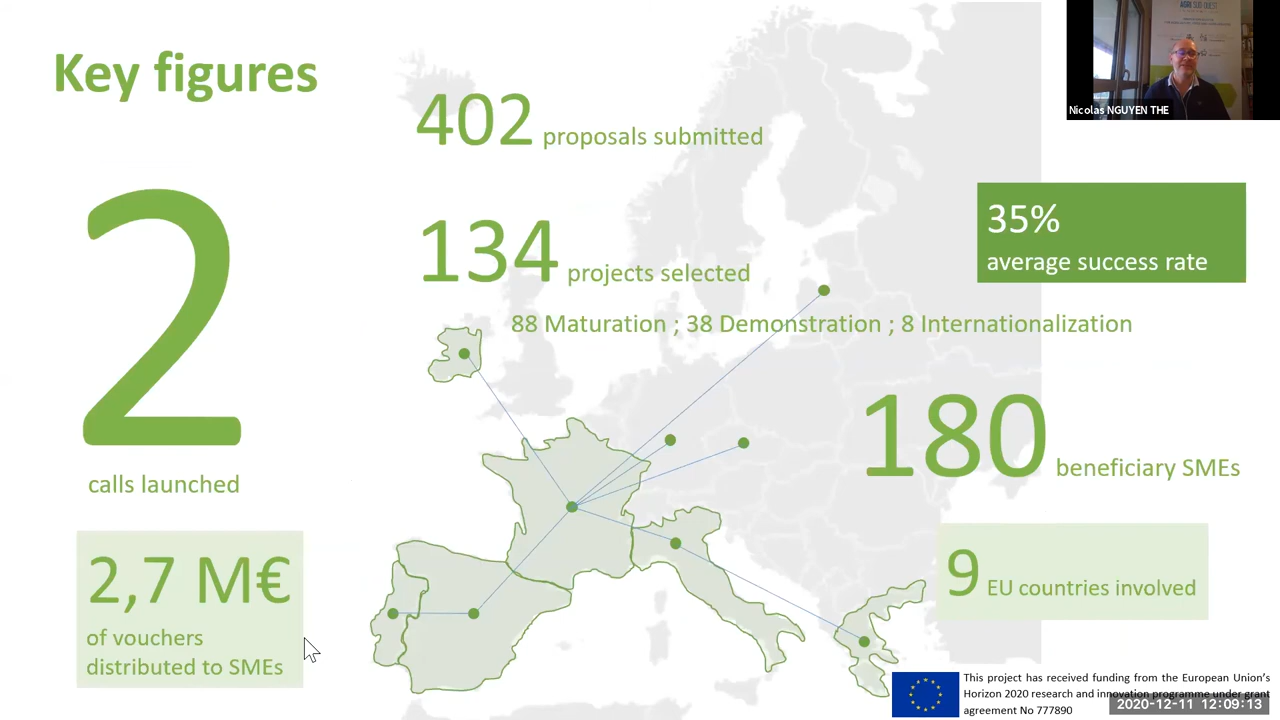 Key figures
402 proposals submitted
134 projects selected
88 Maturation ; 38 Demonstration ; 8 Internationalization
2
calls launched
2,7 M€
of vouchers
distributed to SMEs
35%
average success rate
180 beneficiary SMEs
9 EU countries involved
AGRI SUD-OUEST
Nicolas NGUYEN THE
This project has received funding from the European Union’s
Horizon 2020 research and innovation programme under grant
agreement No 777890
2020-12-11 12:09:13